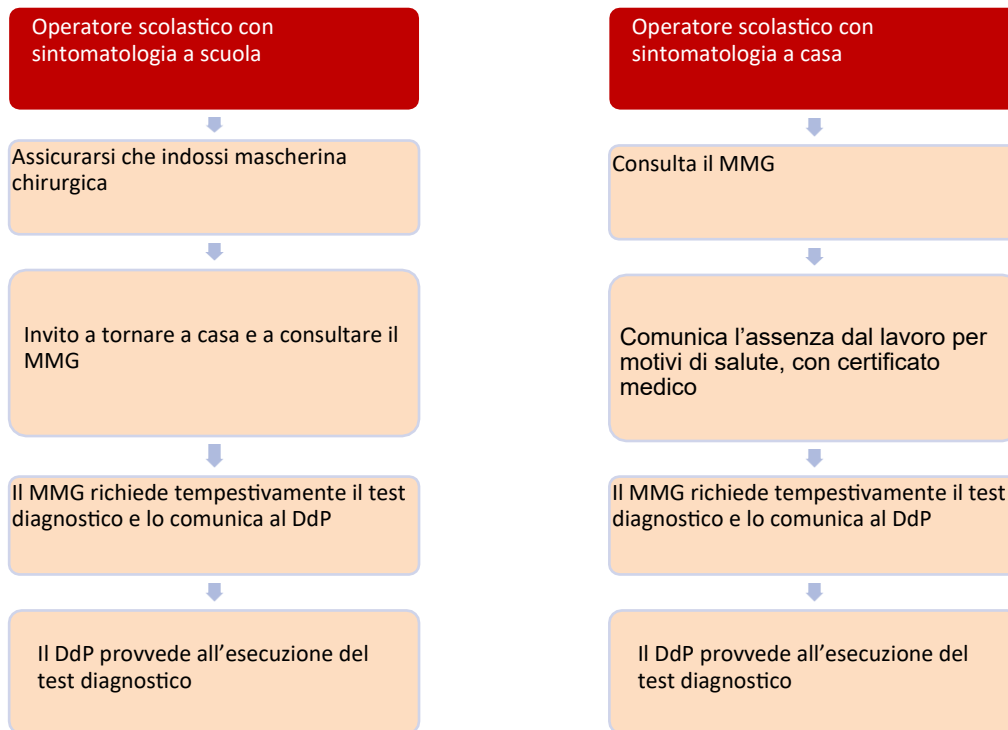 Operatore scolastico con
sintomatologia a scuola
Assicurarsi che indossi mascherina
chirurgica
Invito a tornare a casa e a consultare il
MMG
Il MMG richiede tempestivamente il test
diagnostico e lo comunica al DdP
Il DdP provvede all’esecuzione del
test diagnostico
Operatore scolastico con
sintomatologia a casa
Consulta il MMG
Comunica l’assenza dal lavoro per
motivi di salute, con certificato
medico
Il MMG richiede tempestivamente il test
diagnostico e lo comunica al DdP
Il DdP provvede all’esecuzione del
test diagnostico